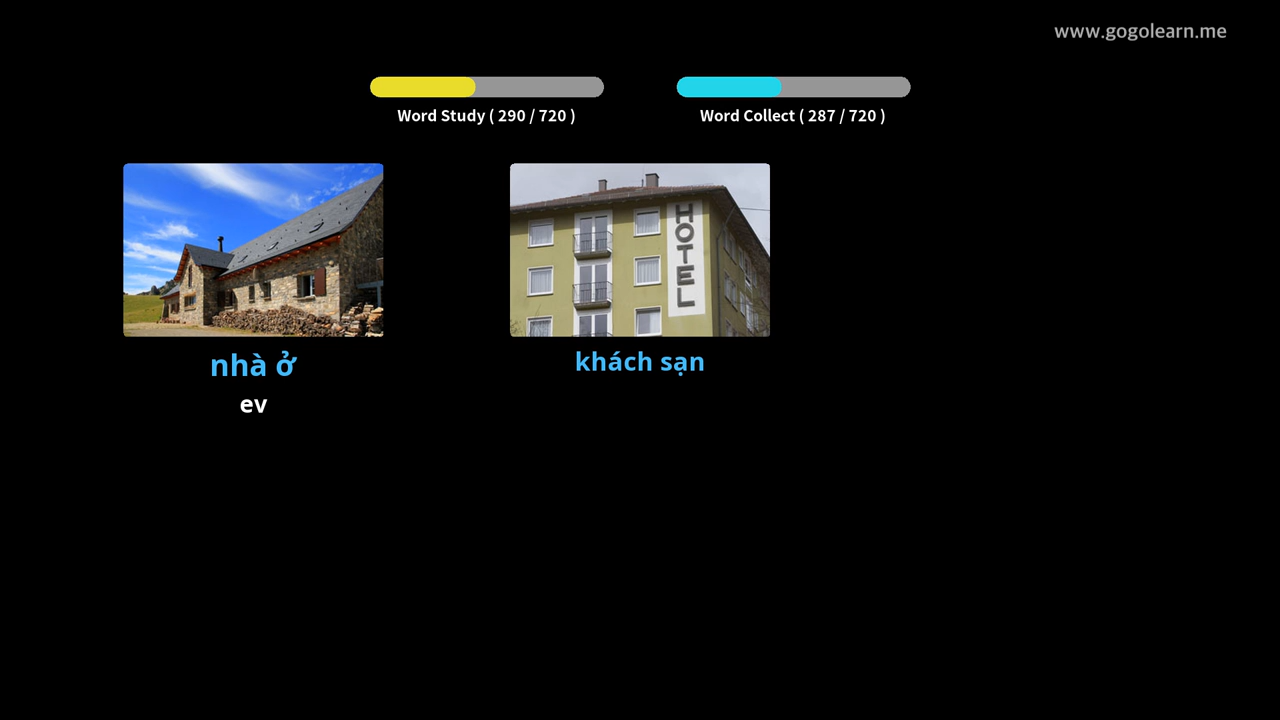 www.gogolearn.me
Word Study ( 290 / 720 )
Word Collect ( 287 / 720 )
HOTEL
nhà ở
khách sạn
ev